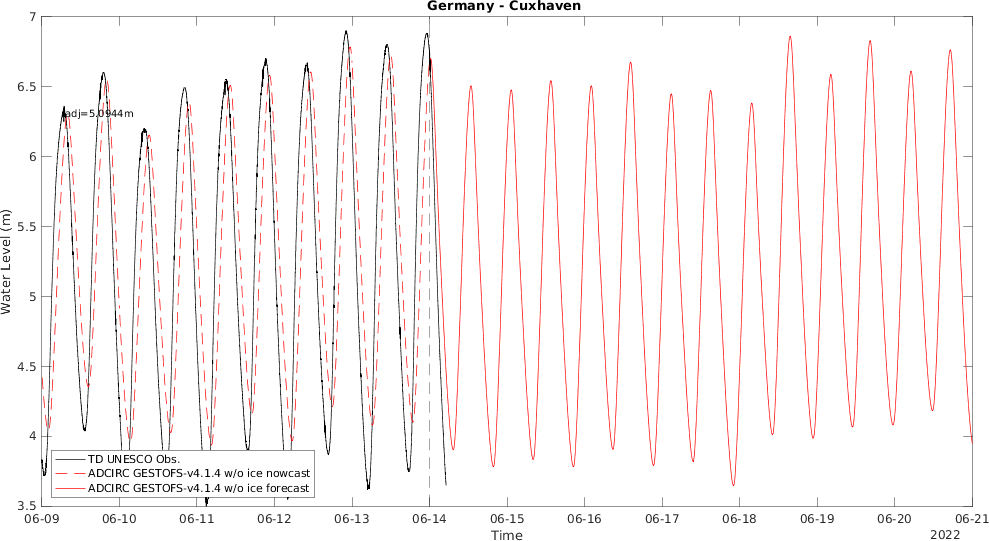 Germany - Cuxhaven
7
6.5
6
5.5
5
4.5
4
3.5
Water Level (m)
adj=5.0944m
TD UNESCO Obs.
ADCIRC GESTOFS-v4.1.4 w/o ice nowcast
ADCIRC GESTOFS-v4.1.4 w/o ice forecast
06-09 06-10 06-11 06-12 06-13 06-14 06-15 06-16 06-17 06-18 06-19 06-20 06-21
Time
2022